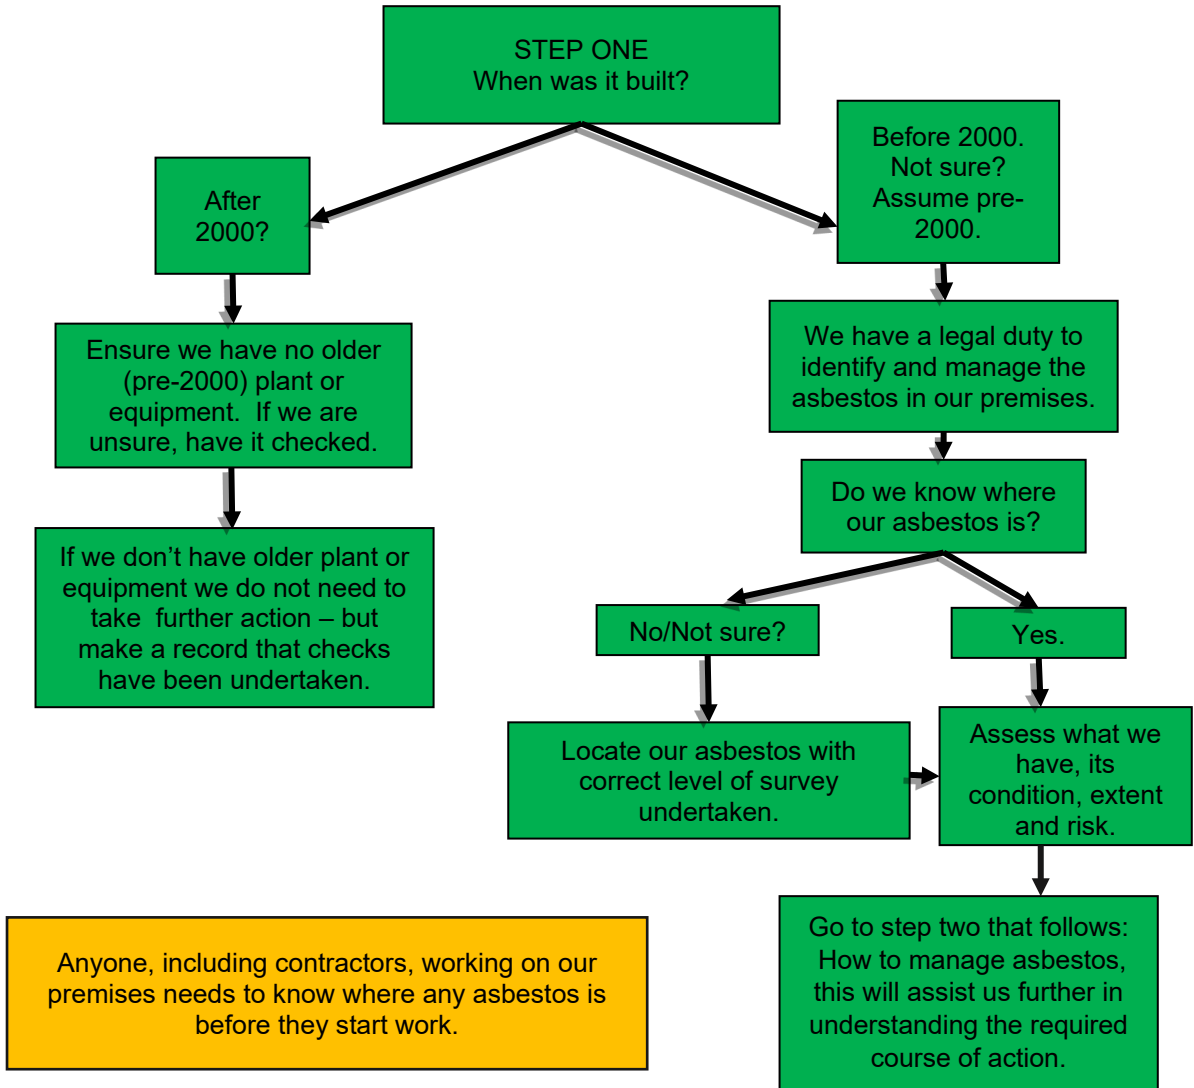 STEP ONE
When was it built?
After
2000?
Before 2000.
Not sure?
Assume pre-
2000.
Ensure we have no older
(pre-2000) plant or
equipment.  If we are
unsure, have it checked.
We have a legal duty to
identify and manage the
asbestos in our premises.
If we don’t have older plant or
equipment we do not need to
take  further action – but
make a record that checks
have been undertaken.
Do we know where
our asbestos is?
No/Not sure?
Yes.
Locate our asbestos with
correct level of survey
undertaken.
Assess what we
have, its
condition, extent
and risk.
Go to step two that follows:
How to manage asbestos,
this will assist us further in
understanding the required
course of action.
Anyone, including contractors, working on our
premises needs to know where any asbestos is
before they start work.